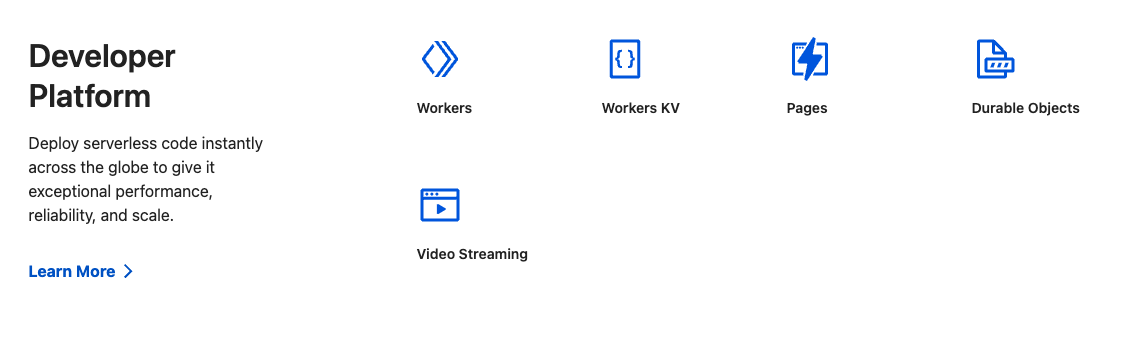 Developer
Platform
Deploy serverless code instantly
across the globe to give it
exceptional performance,
reliability, and scale.
Learn More
Workers
Workers KV
Pages
Durable Objects
Video Streaming